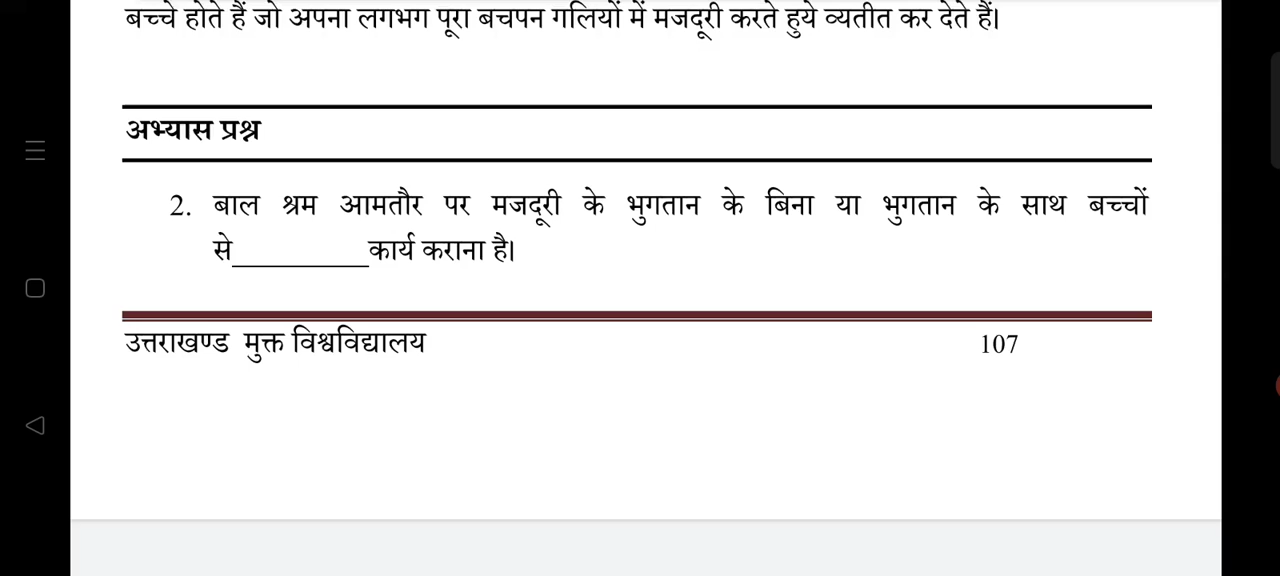 बच्चे होते हैं जो अपना लगभग पूरा बचपन गलियों में मजदूरी करते हुये व्यतीत कर देते हैं।
अभ्यास प्रश्न
2. बाल श्रम आमतौर पर मजदूरी के भुगतान के बिना या भुगतान के साथ बच्चों
से__________कार्य कराना है।
उत्तराखण्ड मुक्त विश्वविद्यालय 107